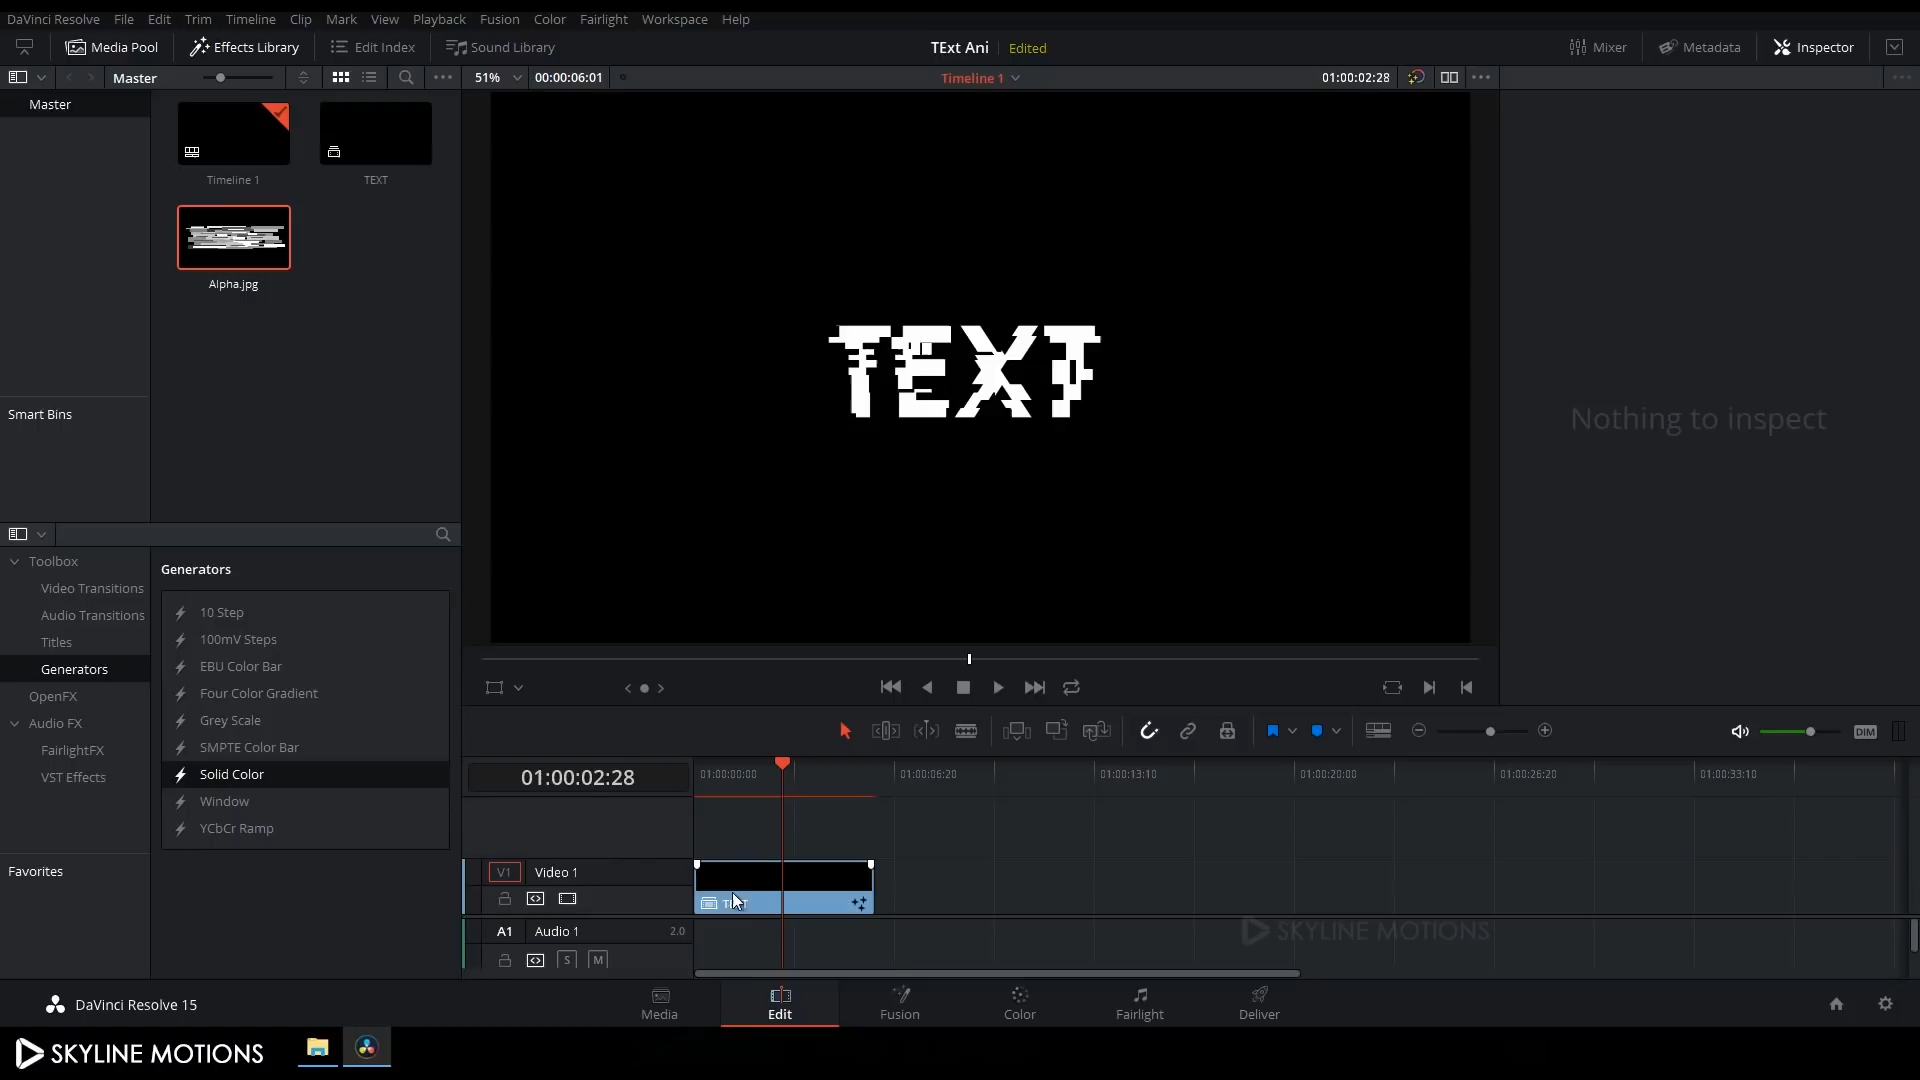 DaVinci Resolve File Edit Trim Timeline Clip Mark View Playback Fusion Color Fairlight Workspace Help
Media Pool Effects Library Edit Index Sound Library TExt Ani Edited Mixer Metadata Inspector
Master 51% 00:00:06:01 Timeline 1 01:00:02:28
Master
Timeline 1 TEXT
Alpha.jpg
TEXT
Nothing to inspect
Smart Bins
Toolbox
Video Transitions
Audio Transitions
Titles
Generators
OpenFX
Audio FX
FairlightFX
VST Effects
Favorites
Generators
10 Step
100mV Steps
EBU Color Bar
Four Color Gradient
Grey Scale
SMPTE Color Bar
Solid Color
Window
YCbCr Ramp
DIM
01:00:02:28 01:00:00:00 01:00:06:20 01:00:13:10 01:00:20:00 01:00:26:20 01:00:33:10
V1 Video 1
TEXT
A1 Audio 1 2.0
S M
SKYLINE MOTIONS
DaVinci Resolve 15 Media Edit Fusion Color Fairlight Deliver
SKYLINE MOTIONS